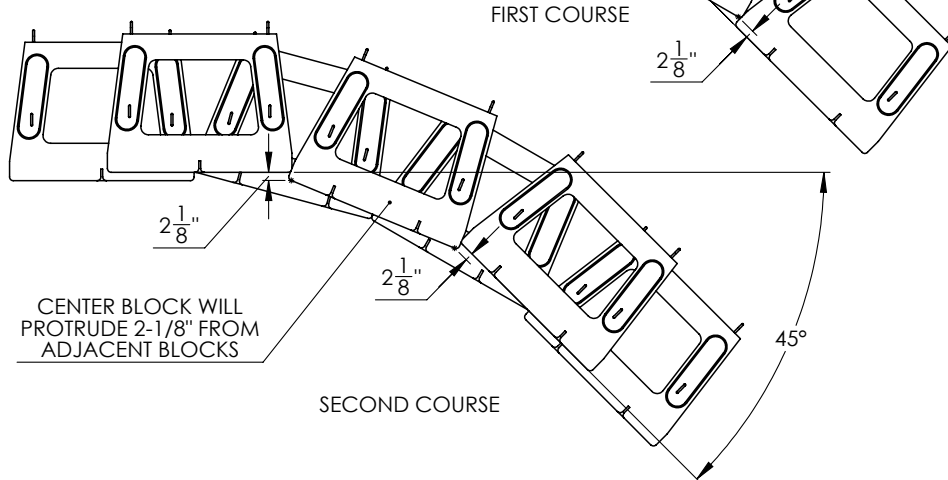 FIRST COURSE
2 1/8"
2 1/8"
2 1/8"
CENTER BLOCK WILL
PROTRUDE 2-1/8" FROM
ADJACENT BLOCKS
45°
SECOND COURSE